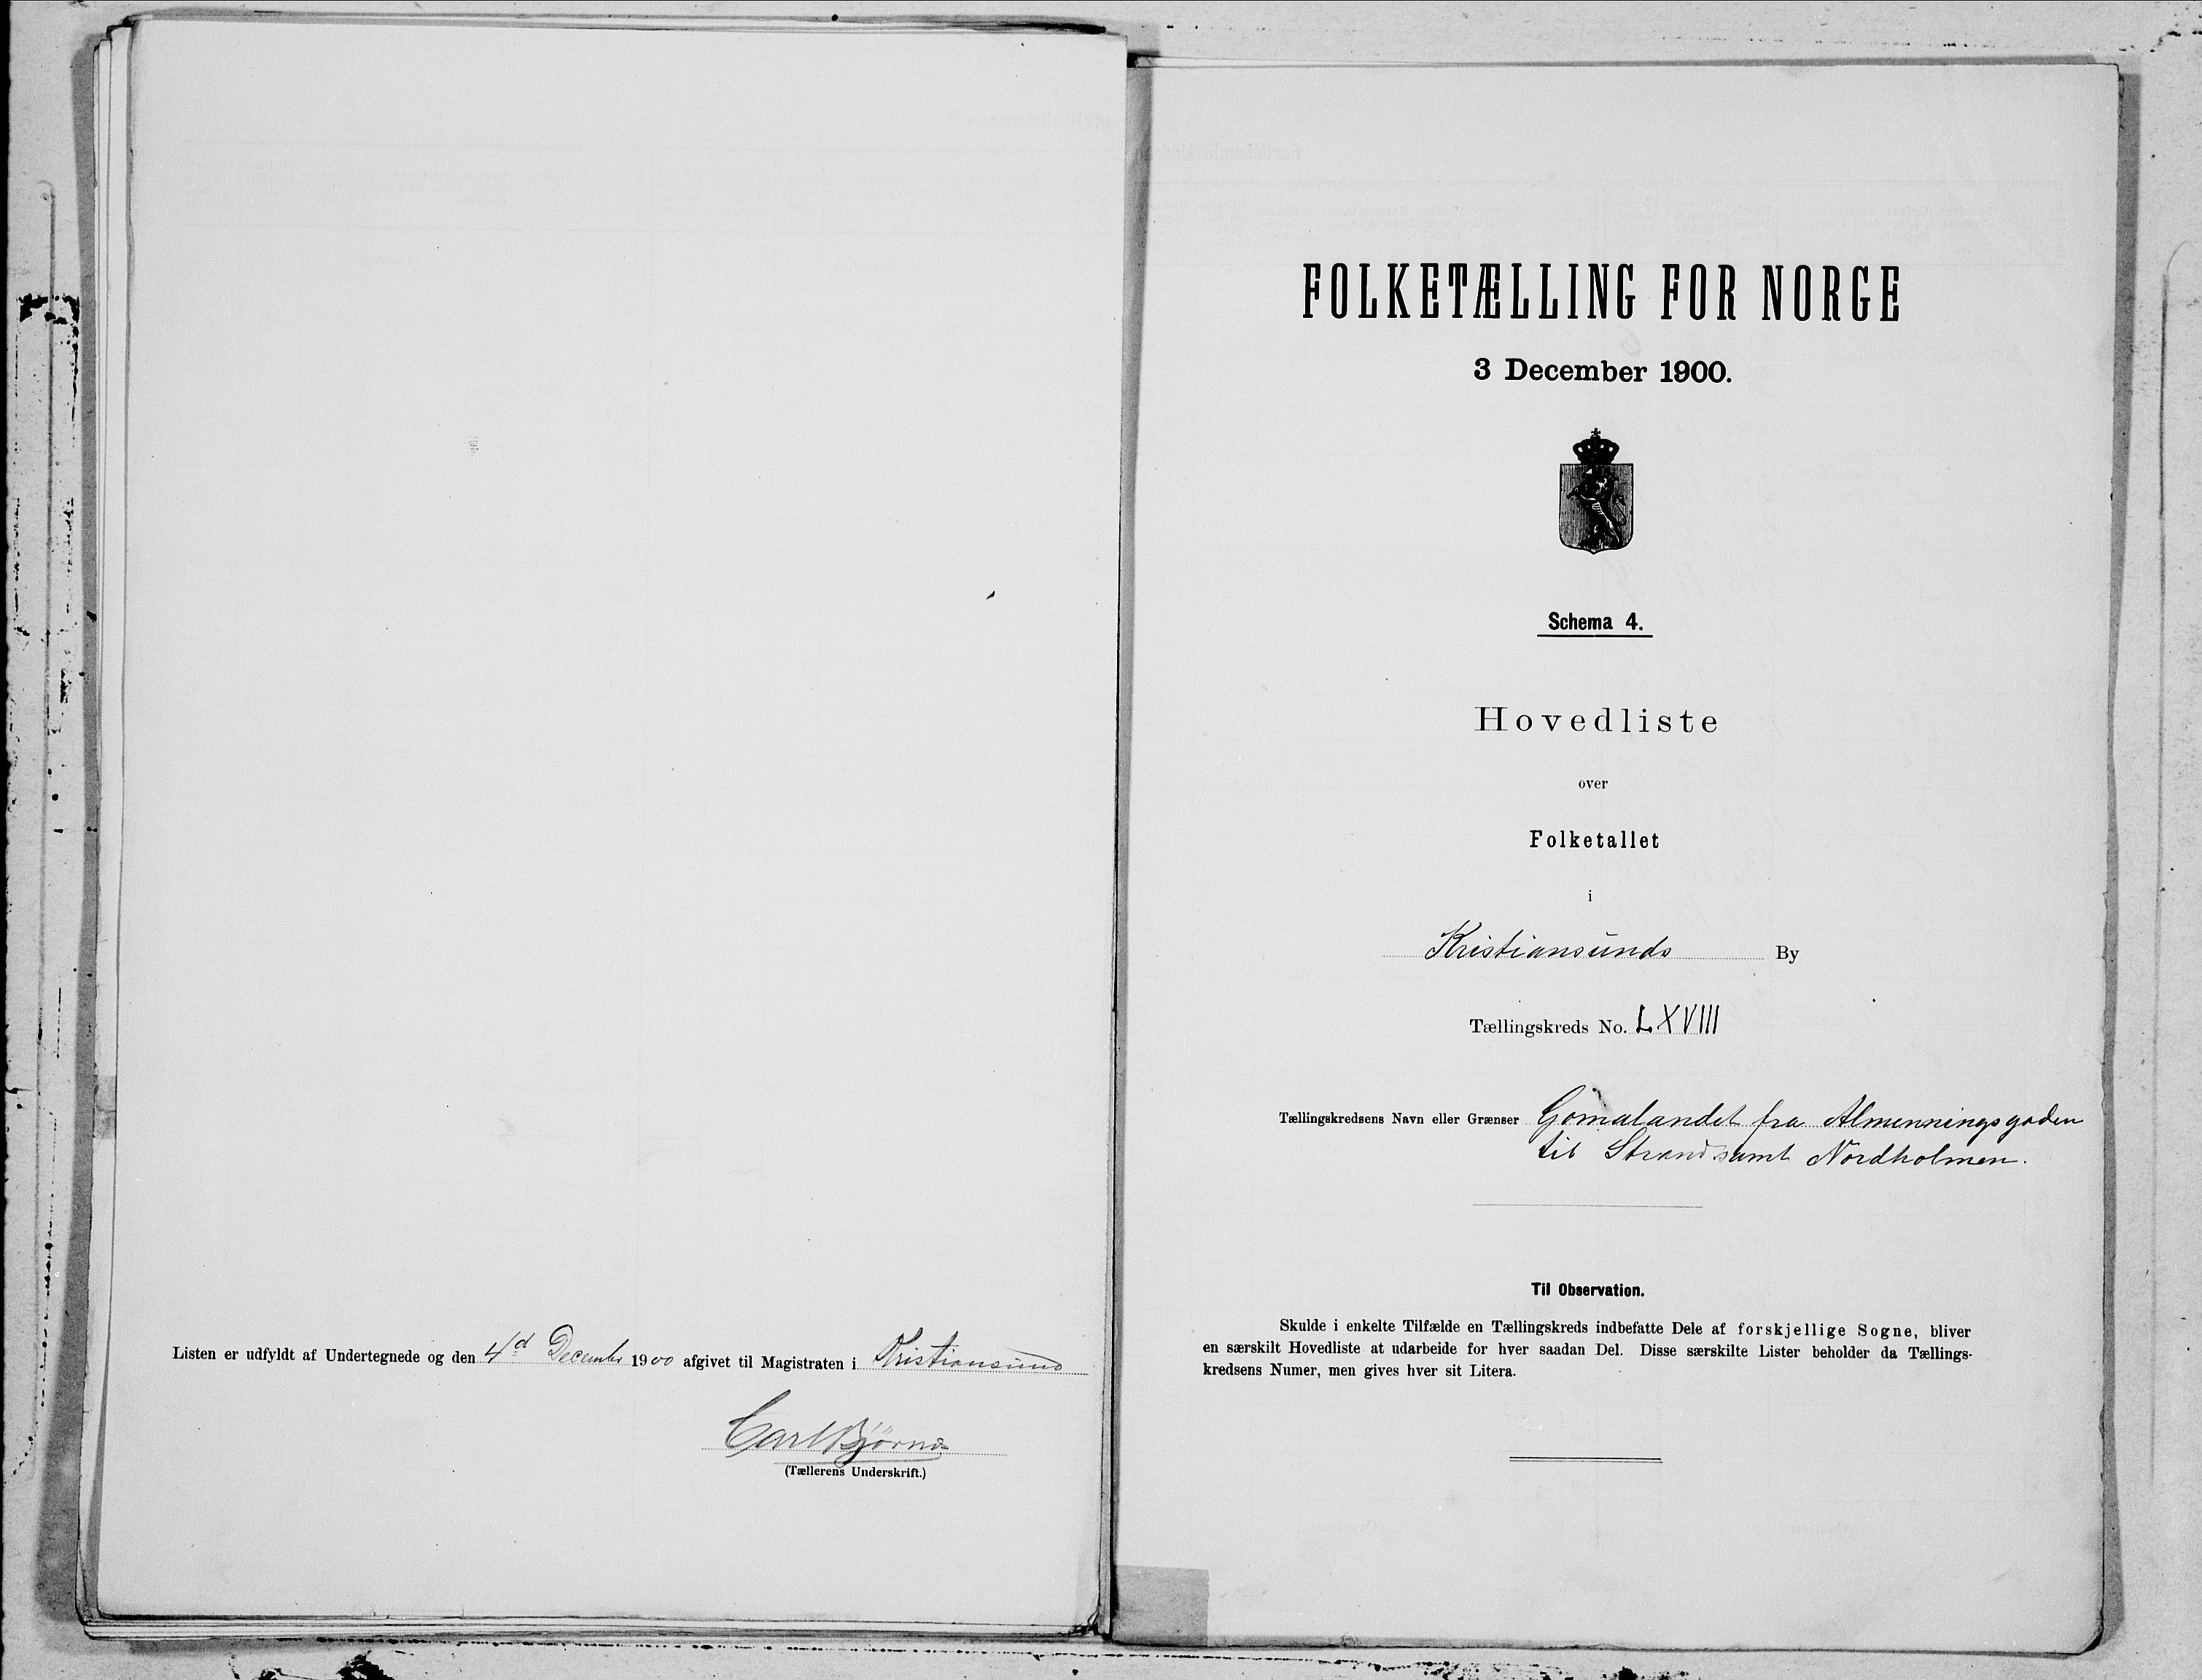 Listen er udfyldt af Undertegnede og den 4d Decembr 1900 afgivet til Magistraten i Kristiansund
Carl Bjørnø
(Tællerens Underskrift.)
FOLKETÆLLING FOR NORGE
3 December 1900.
Schema 4.
Hovedliste
over
Folketallet
i
Kristiansunds By
Tællingskreds No. LXVIII
Tællingskredsens Navn eller Grænser Gomalandet fra Almenningsgaden
til Strand samt Nordholmen.
Til Observation.
Skulde i enkelte Tilfælde en Tællingskreds indbefatte Dele af forskjellige Sogne, bliver
en særskilt Hovedliste at udarbeide for hver saadan Del. Disse særskilte Lister beholder da Tællings-
kredsens Numer, men gives hver sit Litera.